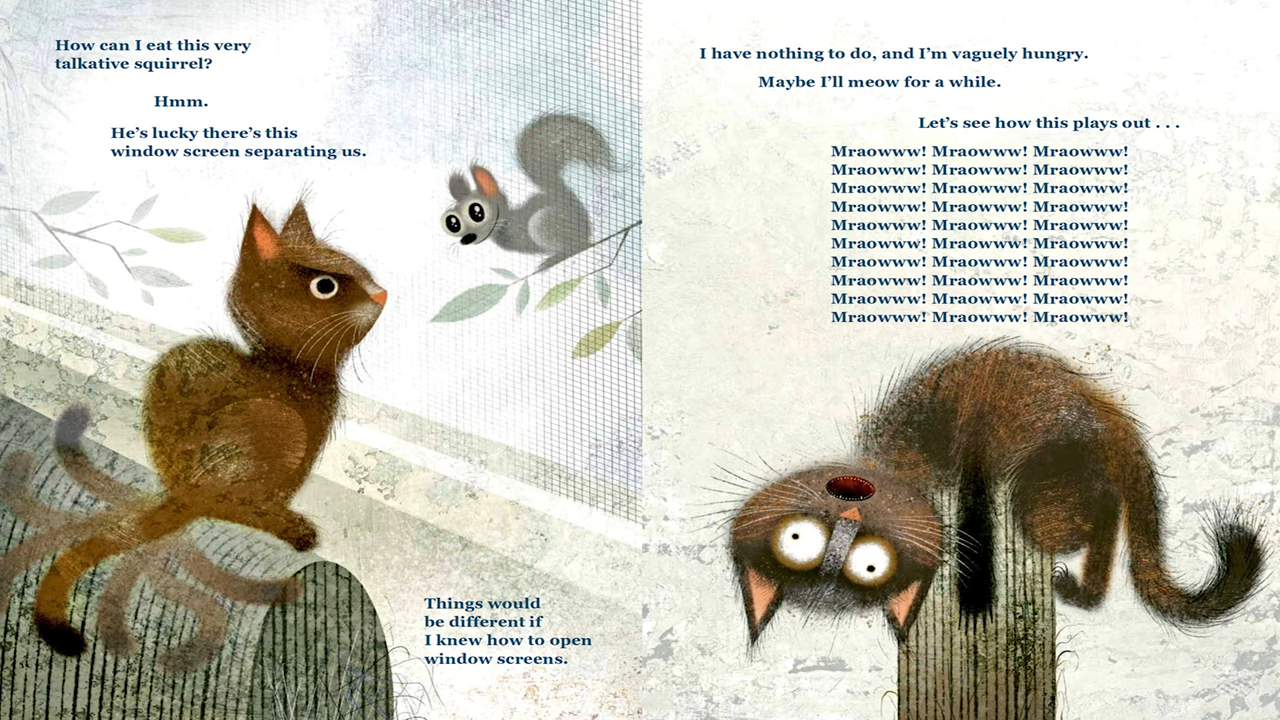 How can I eat this very
talkative squirrel?
Hmm.
He's lucky there's this
window screen separating us.
Things would
be different if
I knew how to open
window screens.
I have nothing to do, and I'm vaguely hungry.
Maybe I'll meow for a while.
Let's see how this plays out . . .
Mraowww! Mraowww! Mraowww!
Mraowww! Mraowww! Mraowww!
Mraowww! Mraowww! Mraowww!
Mraowww! Mraowww! Mraowww!
Mraowww! Mraowww! Mraowww!
Mraowww! Mraowww! Mraowww!
Mraowww! Mraowww! Mraowww!
Mraowww! Mraowww! Mraowww!
Mraowww! Mraowww! Mraowww!
Mraowww! Mraowww! Mraowww!